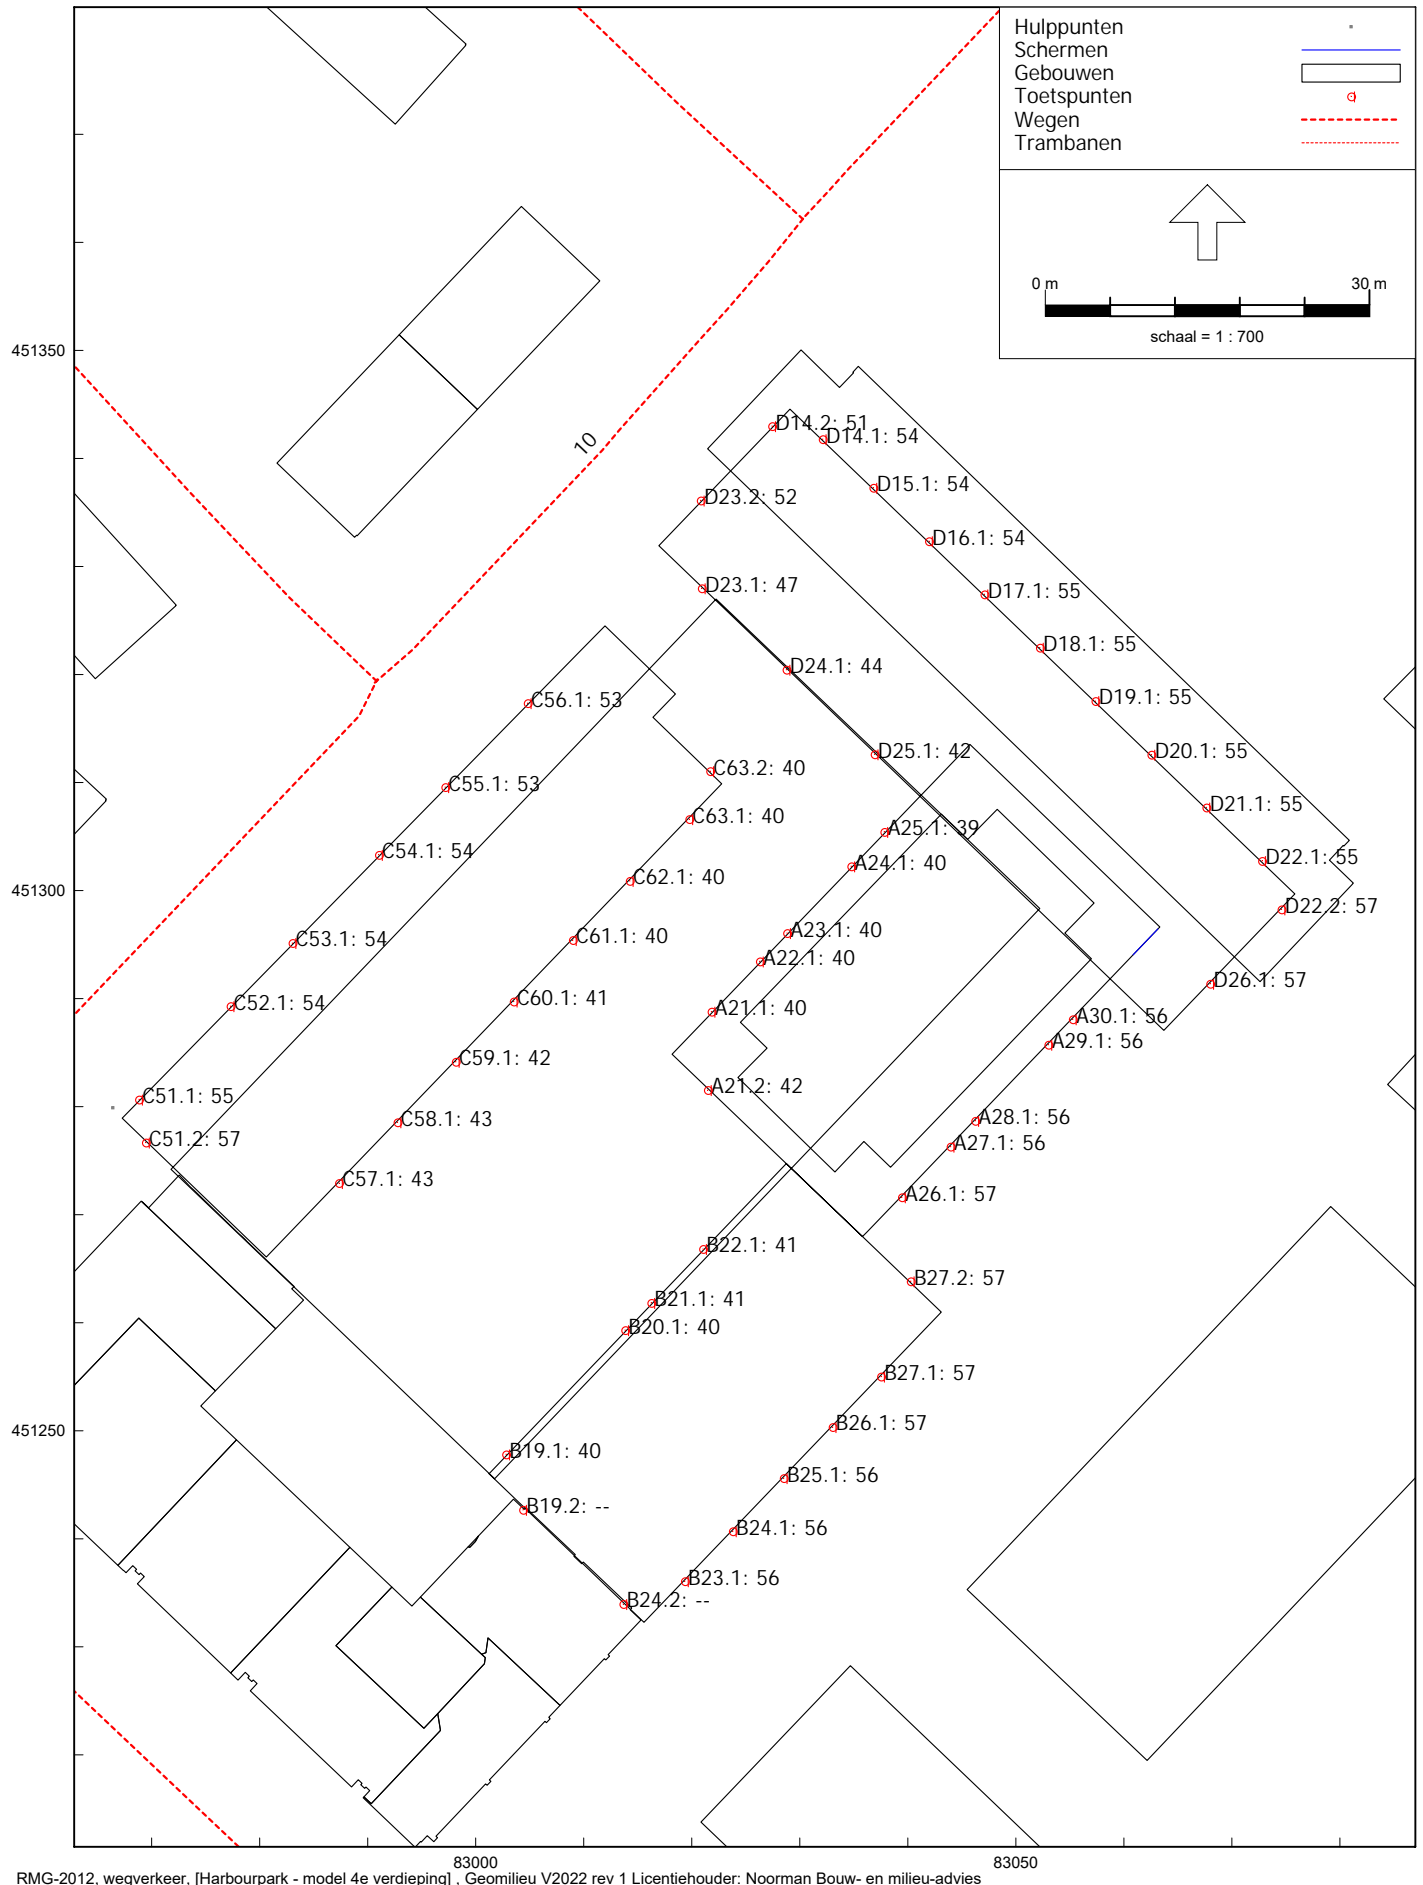 Hulppunten
Schermen
Gebouwen
Toetspunten
Wegen
Trambanen
0 m 30 m
schaal = 1 : 700
451350
10
D14.2: 51
D14.1: 54
D15.1: 54
D23.2: 52
D16.1: 54
D23.1: 47
D17.1: 55
D18.1: 55
D24.1: 44
C56.1: 53
D19.1: 55
D25.1: 42
D20.1: 55
C63.2: 40
C55.1: 53
D21.1: 55
C63.1: 40
A25.1: 39
C54.1: 54
D22.1: 55
A24.1: 40
C62.1: 40
451300
D22.2: 57
A23.1: 40
C53.1: 54
C61.1: 40
A22.1: 40
D26.1: 57
C60.1: 41
C52.1: 54
A21.1: 40
A30.1: 56
A29.1: 56
C59.1: 42
A21.2: 42
C51.1: 55
C58.1: 43
A28.1: 56
C51.2: 57
A27.1: 56
C57.1: 43
A26.1: 57
B22.1: 41
B27.2: 57
B21.1: 41
B20.1: 40
B27.1: 57
B26.1: 57
451250
B19.1: 40
B25.1: 56
B19.2: --
B24.1: 56
B23.1: 56
B24.2: --
83000 83050
RMG-2012, wegverkeer, [Harbourpark - model 4e verdieping] , Geomilieu V2022 rev 1 Licentiehouder: Noorman Bouw- en milieu-advies